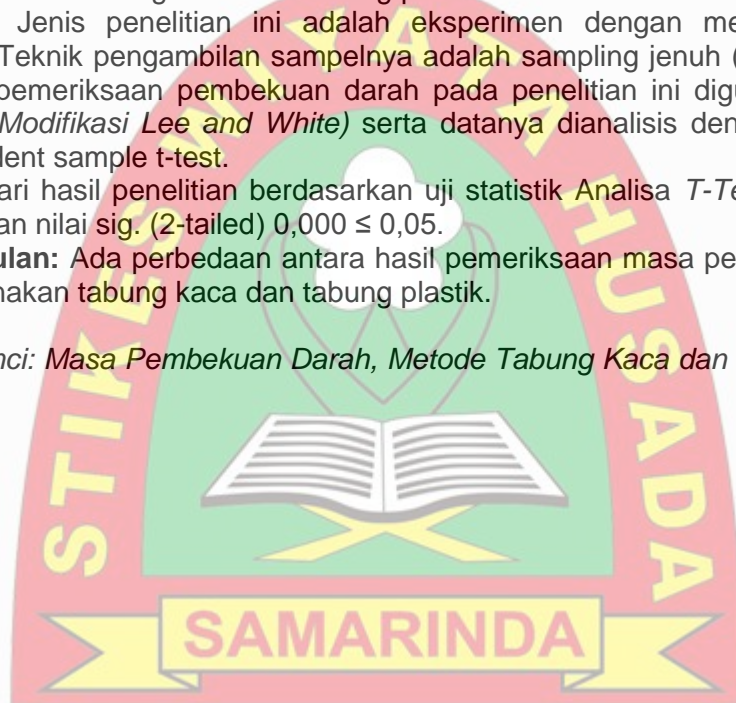 Jenis penelitian ini adalah eksperimen dengan me
Teknik pengambilan sampelnya adalah sampling jenuh (
pemeriksaan pembekuan darah pada penelitian ini digu
Modifikasi Lee and White) serta datanya dianalisis den
dent sample t-test.
ari hasil penelitian berdasarkan uji statistik Analisa T-Te
an nilai sig. (2-tailed) 0,000 ≤ 0,05.
ulan: Ada perbedaan antara hasil pemeriksaan masa pe
nakan tabung kaca dan tabung plastik.
nci: Masa Pembekuan Darah, Metode Tabung Kaca dan
STIKES WIYATA HUSADA
SAMARINDA